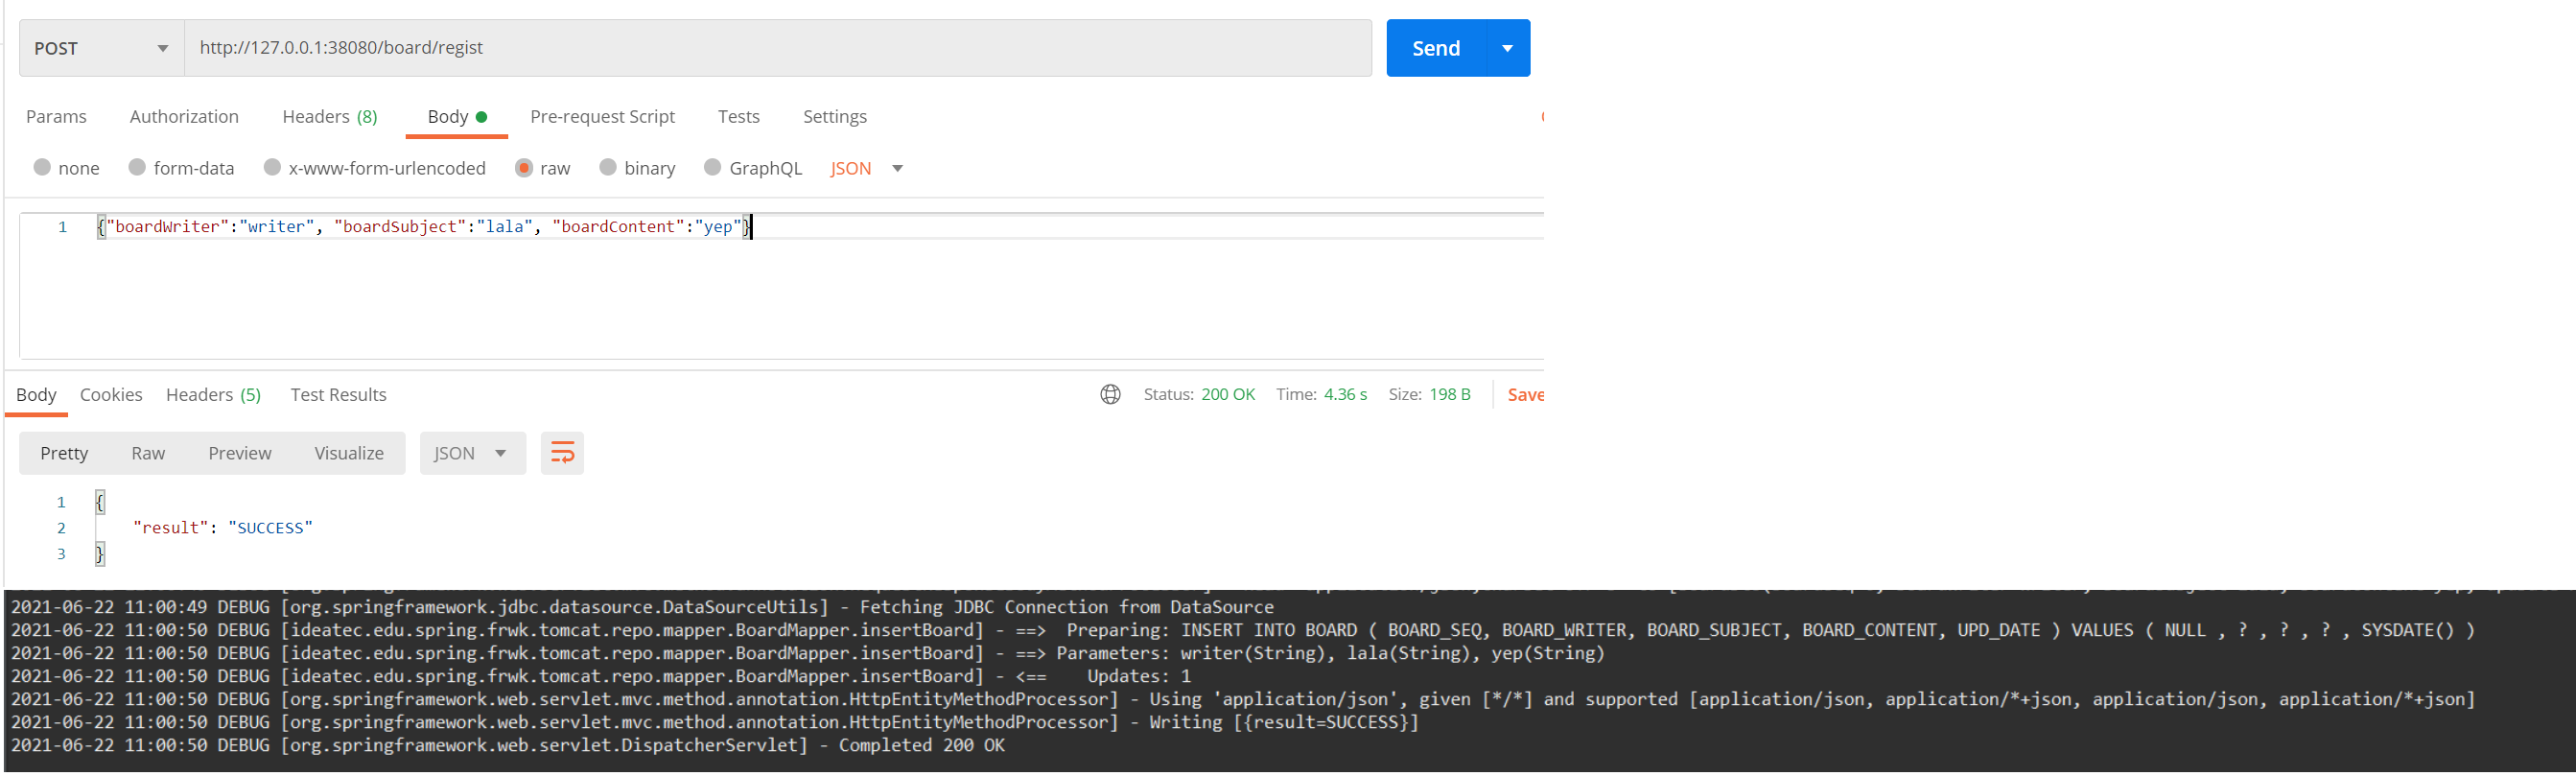 POST http://127.0.0.1:38080/board/regist Send
Params Authorization Headers (8) Body Pre-request Script Tests Settings
none form-data x-www-form-urlencoded raw binary GraphQL JSON
1 {"boardWriter":"writer", "boardSubject":"lala", "boardContent":"yep"}
Body Cookies Headers (5) Test Results Status: 200 OK Time: 4.36 s Size: 198 B Save
Pretty Raw Preview Visualize JSON
1 {
2 "result": "SUCCESS"
3 }
2021-06-22 11:00:49 DEBUG [org.springframework.jdbc.datasource.DataSourceUtils] - Fetching JDBC Connection from DataSource
2021-06-22 11:00:50 DEBUG [ideatec.edu.spring.frwk.tomcat.repo.mapper.BoardMapper.insertBoard] - ==>  Preparing: INSERT INTO BOARD ( BOARD_SEQ, BOARD_WRITER, BOARD_SUBJECT, BOARD_CONTENT, UPD_DATE ) VALUES ( NULL , ? , ? , ? , SYSDATE() )
2021-06-22 11:00:50 DEBUG [ideatec.edu.spring.frwk.tomcat.repo.mapper.BoardMapper.insertBoard] - ==> Parameters: writer(String), lala(String), yep(String)
2021-06-22 11:00:50 DEBUG [ideatec.edu.spring.frwk.tomcat.repo.mapper.BoardMapper.insertBoard] - <==    Updates: 1
2021-06-22 11:00:50 DEBUG [org.springframework.web.servlet.mvc.method.annotation.HttpEntityMethodProcessor] - Using 'application/json', given [*/*] and supported [application/json, application/*+json, application/json, application/*+json]
2021-06-22 11:00:50 DEBUG [org.springframework.web.servlet.mvc.method.annotation.HttpEntityMethodProcessor] - Writing [{result=SUCCESS}]
2021-06-22 11:00:50 DEBUG [org.springframework.web.servlet.DispatcherServlet] - Completed 200 OK